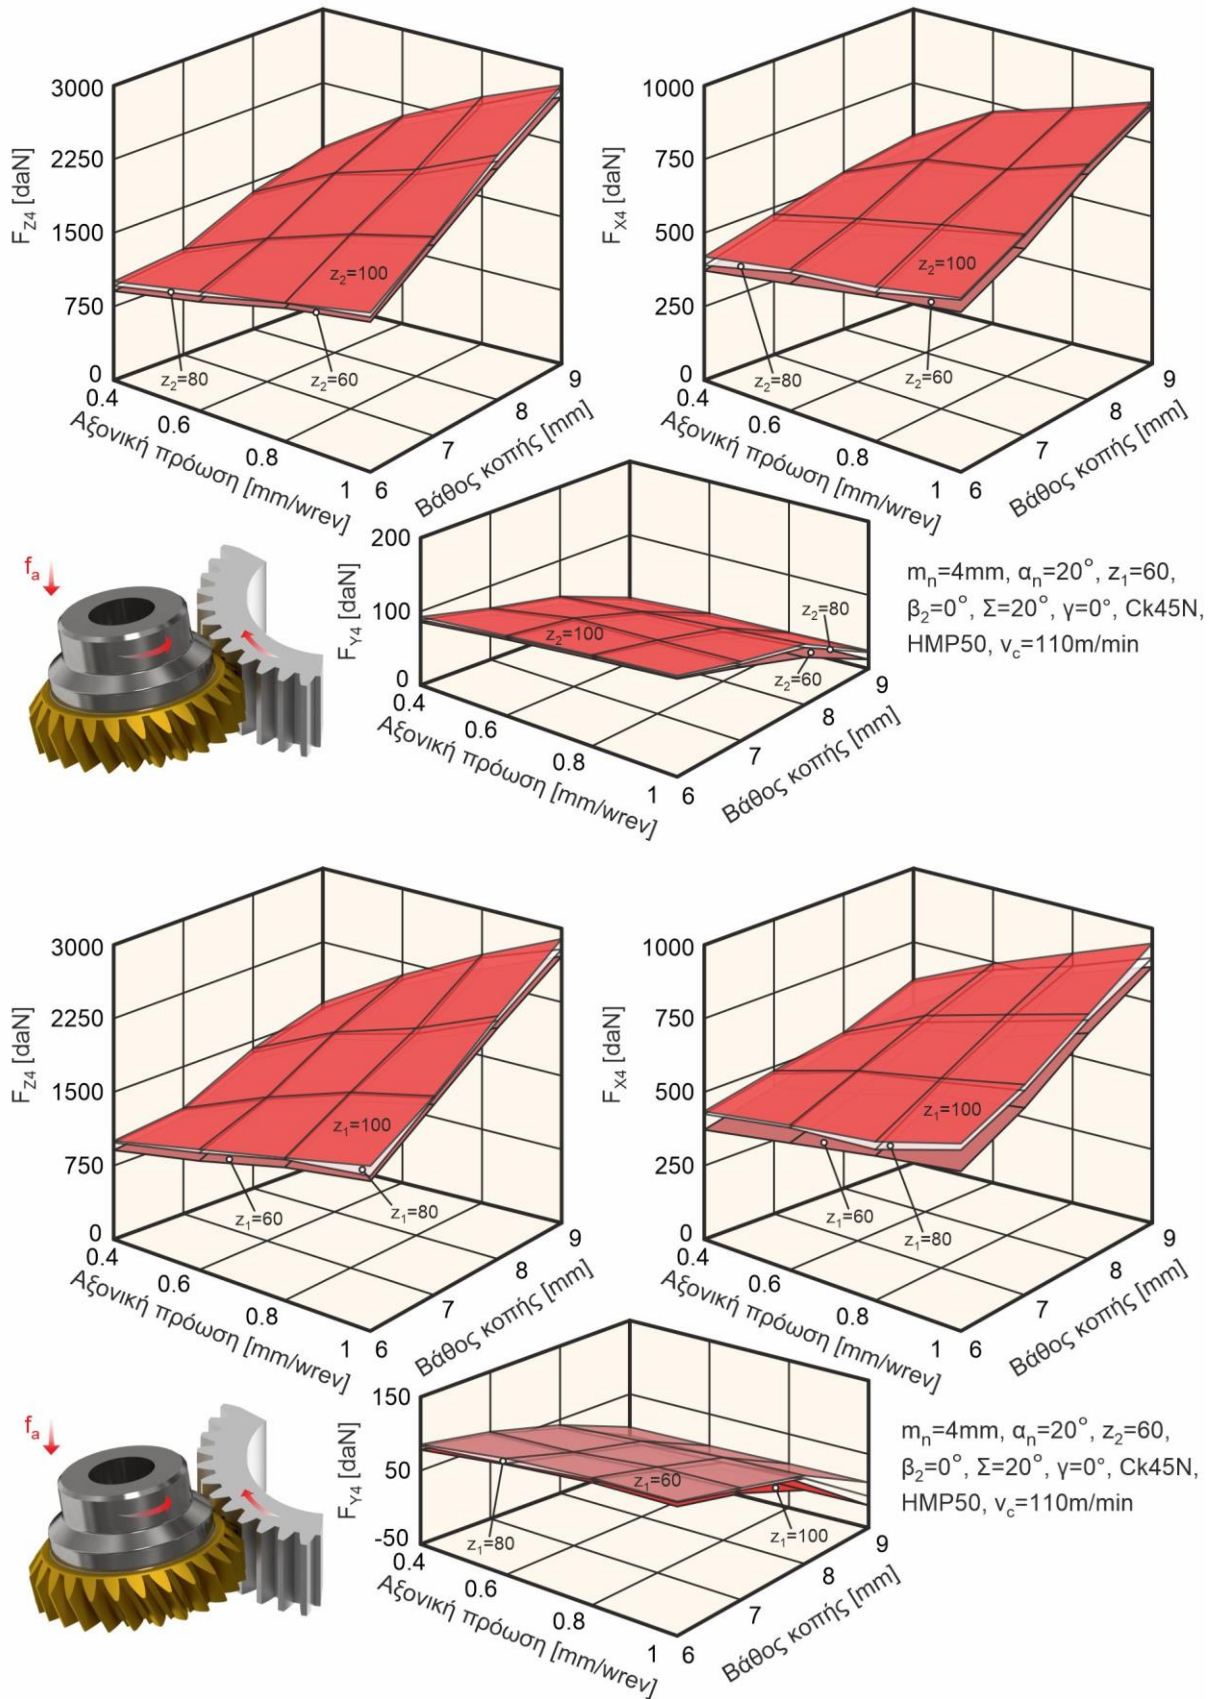 3000
2250
1500
750
0
F_Z4 [daN]
z_2=100
z_2=80
z_2=60
0.4
0.6
0.8
1
Αξονική πρόωση [mm/wrev]
6
7
8
9
Βάθος κοπής [mm]
1000
750
500
250
0
F_X4 [daN]
z_2=100
z_2=80
z_2=60
0.4
0.6
0.8
1
Αξονική πρόωση [mm/wrev]
6
7
8
9
Βάθος κοπής [mm]
f_a
200
100
0
F_Y4 [daN]
z_2=80
z_2=100
z_2=60
0.4
0.6
0.8
1
Αξονική πρόωση [mm/wrev]
6
7
8
9
Βάθος κοπής [mm]
m_n=4mm, α_n=20°, z_1=60,
β_2=0°, Σ=20°, γ=0°, Ck45N,
HMP50, v_c=110m/min
3000
2250
1500
750
0
F_Z4 [daN]
z_1=100
z_1=60
z_1=80
0.4
0.6
0.8
1
Αξονική πρόωση [mm/wrev]
6
7
8
9
Βάθος κοπής [mm]
1000
750
500
250
0
F_X4 [daN]
z_1=100
z_1=60
z_1=80
0.4
0.6
0.8
1
Αξονική πρόωση [mm/wrev]
6
7
8
9
Βάθος κοπής [mm]
f_a
150
50
-50
F_Y4 [daN]
z_1=60
z_1=80
z_1=100
0.4
0.6
0.8
1
Αξονική πρόωση [mm/wrev]
6
7
8
9
Βάθος κοπής [mm]
m_n=4mm, α_n=20°, z_2=60,
β_2=0°, Σ=20°, γ=0°, Ck45N,
HMP50, v_c=110m/min